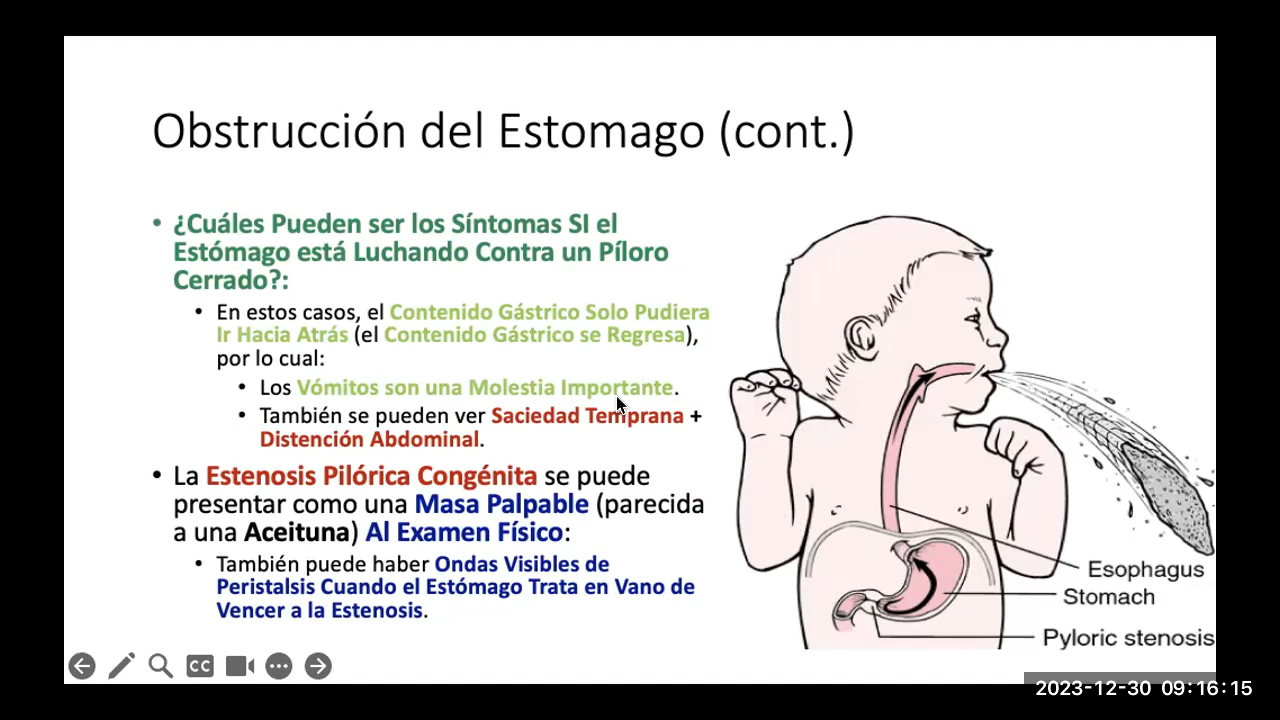 Obstrucción del Estomago (cont.)
• ¿Cuáles Pueden ser los Síntomas SI el
Estómago está Luchando Contra un Píloro
Cerrado?:
• En estos casos, el Contenido Gástrico Solo Pudiera
Ir Hacia Atrás (el Contenido Gástrico se Regresa),
por lo cual:
• Los Vómitos son una Molestia Importante.
• También se pueden ver Saciedad Temprana +
Distención Abdominal.
• La Estenosis Pilórica Congénita se puede
presentar como una Masa Palpable (parecida
a una Aceituna) Al Examen Físico:
• También puede haber Ondas Visibles de
Peristalsis Cuando el Estómago Trata en Vano de
Vencer a la Estenosis.
Esophagus
Stomach
Pyloric stenosis
CC
2023-12-30 09:16:15